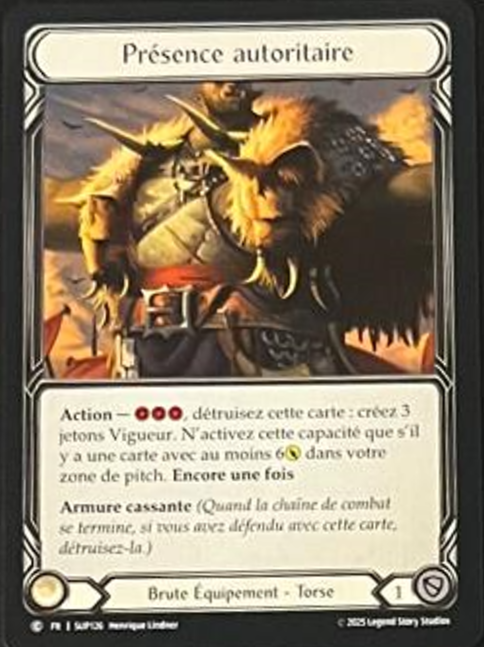 Présence autoritaire
Action — , détruisez cette carte : créez 3
jetons Vigueur. N'activez cette capacité que s'il
y a une carte avec au moins 6 dans votre
zone de pitch. Encore une fois
Armure cassante (Quand la chaîne de combat
se termine, si vous avez défendu avec cette carte,
détruisez-la.)
Brute Équipement - Torse
1
C FR | SUP126 Henrique Lindner
© 2025 Legend Story Studios